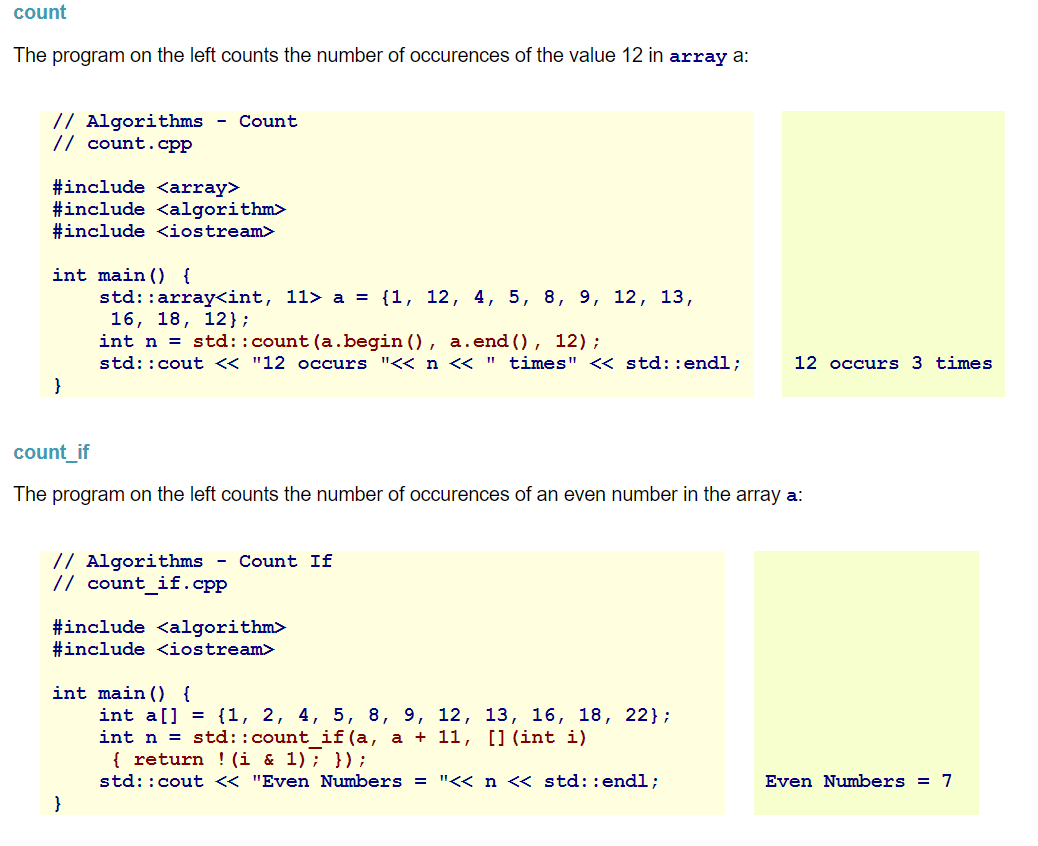 count
The program on the left counts the number of occurences of the value 12 in array a:
// Algorithms - Count
// count.cpp
#include <array>
#include <algorithm>
#include <iostream>
int main() {
    std::array<int, 11> a = {1, 12, 4, 5, 8, 9, 12, 13,
     16, 18, 12};
    int n = std::count(a.begin(), a.end(), 12);
    std::cout << "12 occurs "<< n << " times" << std::endl;
}
12 occurs 3 times
count_if
The program on the left counts the number of occurences of an even number in the array a:
// Algorithms - Count If
// count_if.cpp
#include <algorithm>
#include <iostream>
int main() {
    int a[] = {1, 2, 4, 5, 8, 9, 12, 13, 16, 18, 22};
    int n = std::count_if(a, a + 11, [](int i)
     { return !(i & 1); });
    std::cout << "Even Numbers = "<< n << std::endl;
}
Even Numbers = 7